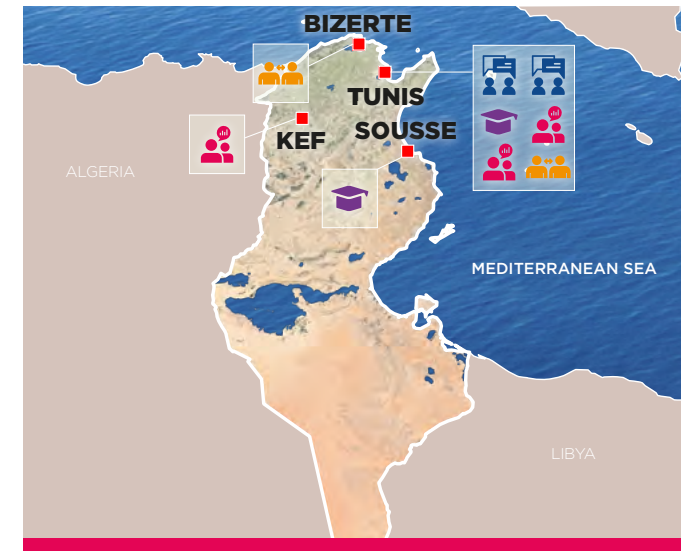 BIZERTE
TUNIS
SOUSSE
KEF
ALGERIA
MEDITERRANEAN SEA
LIBYA